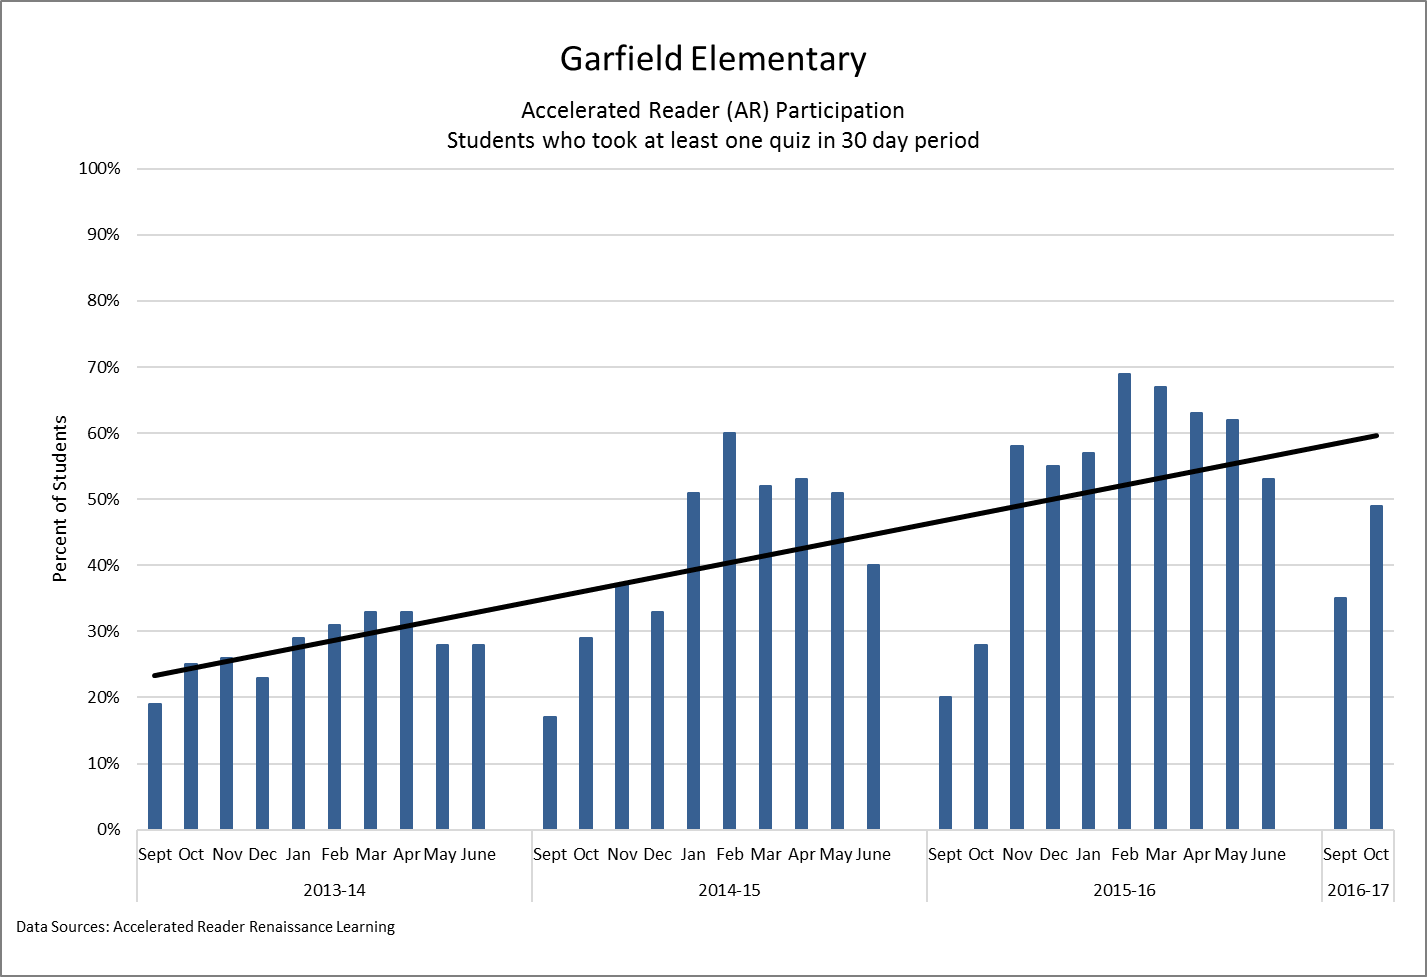 Garfield Elementary
Accelerated Reader (AR) Participation
Students who took at least one quiz in 30 day period
100%
90%
80%
70%
60%
50%
40%
30%
20%
10%
0%
Percent of Students
Sept Oct Nov Dec Jan Feb Mar Apr May June Sept Oct Nov Dec Jan Feb Mar Apr May June Sept Oct Nov Dec Jan Feb Mar Apr May June Sept Oct
2013-14 2014-15 2015-16 2016-17
Data Sources: Accelerated Reader Renaissance Learning